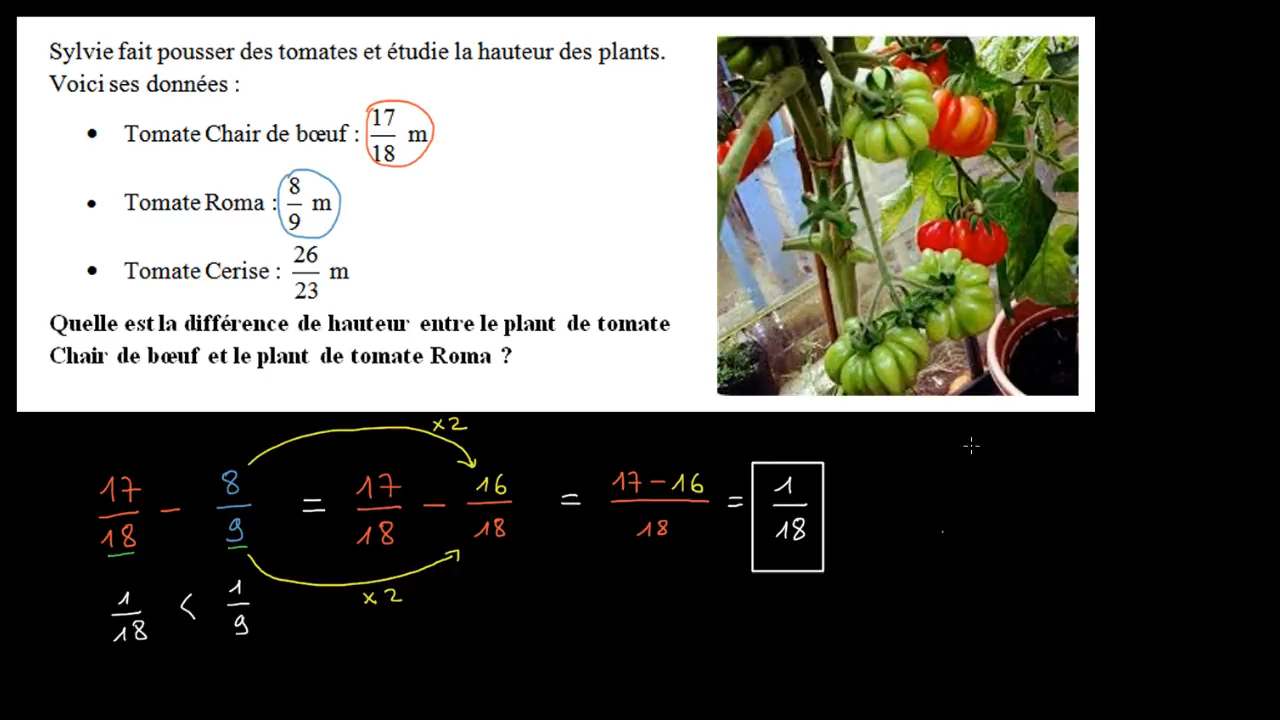 Sylvie fait pousser des tomates et étudie la hauteur des plants.
Voici ses données :
• Tomate Chair de bœuf : 17/18 m
• Tomate Roma : 8/9 m
• Tomate Cerise : 26/23 m
Quelle est la différence de hauteur entre le plant de tomate
Chair de bœuf et le plant de tomate Roma ?
×2
17/18 - 8/9 = 17/18 - 16/18 = (17 - 16)/18 = 1/18
×2
1/18 < 1/9